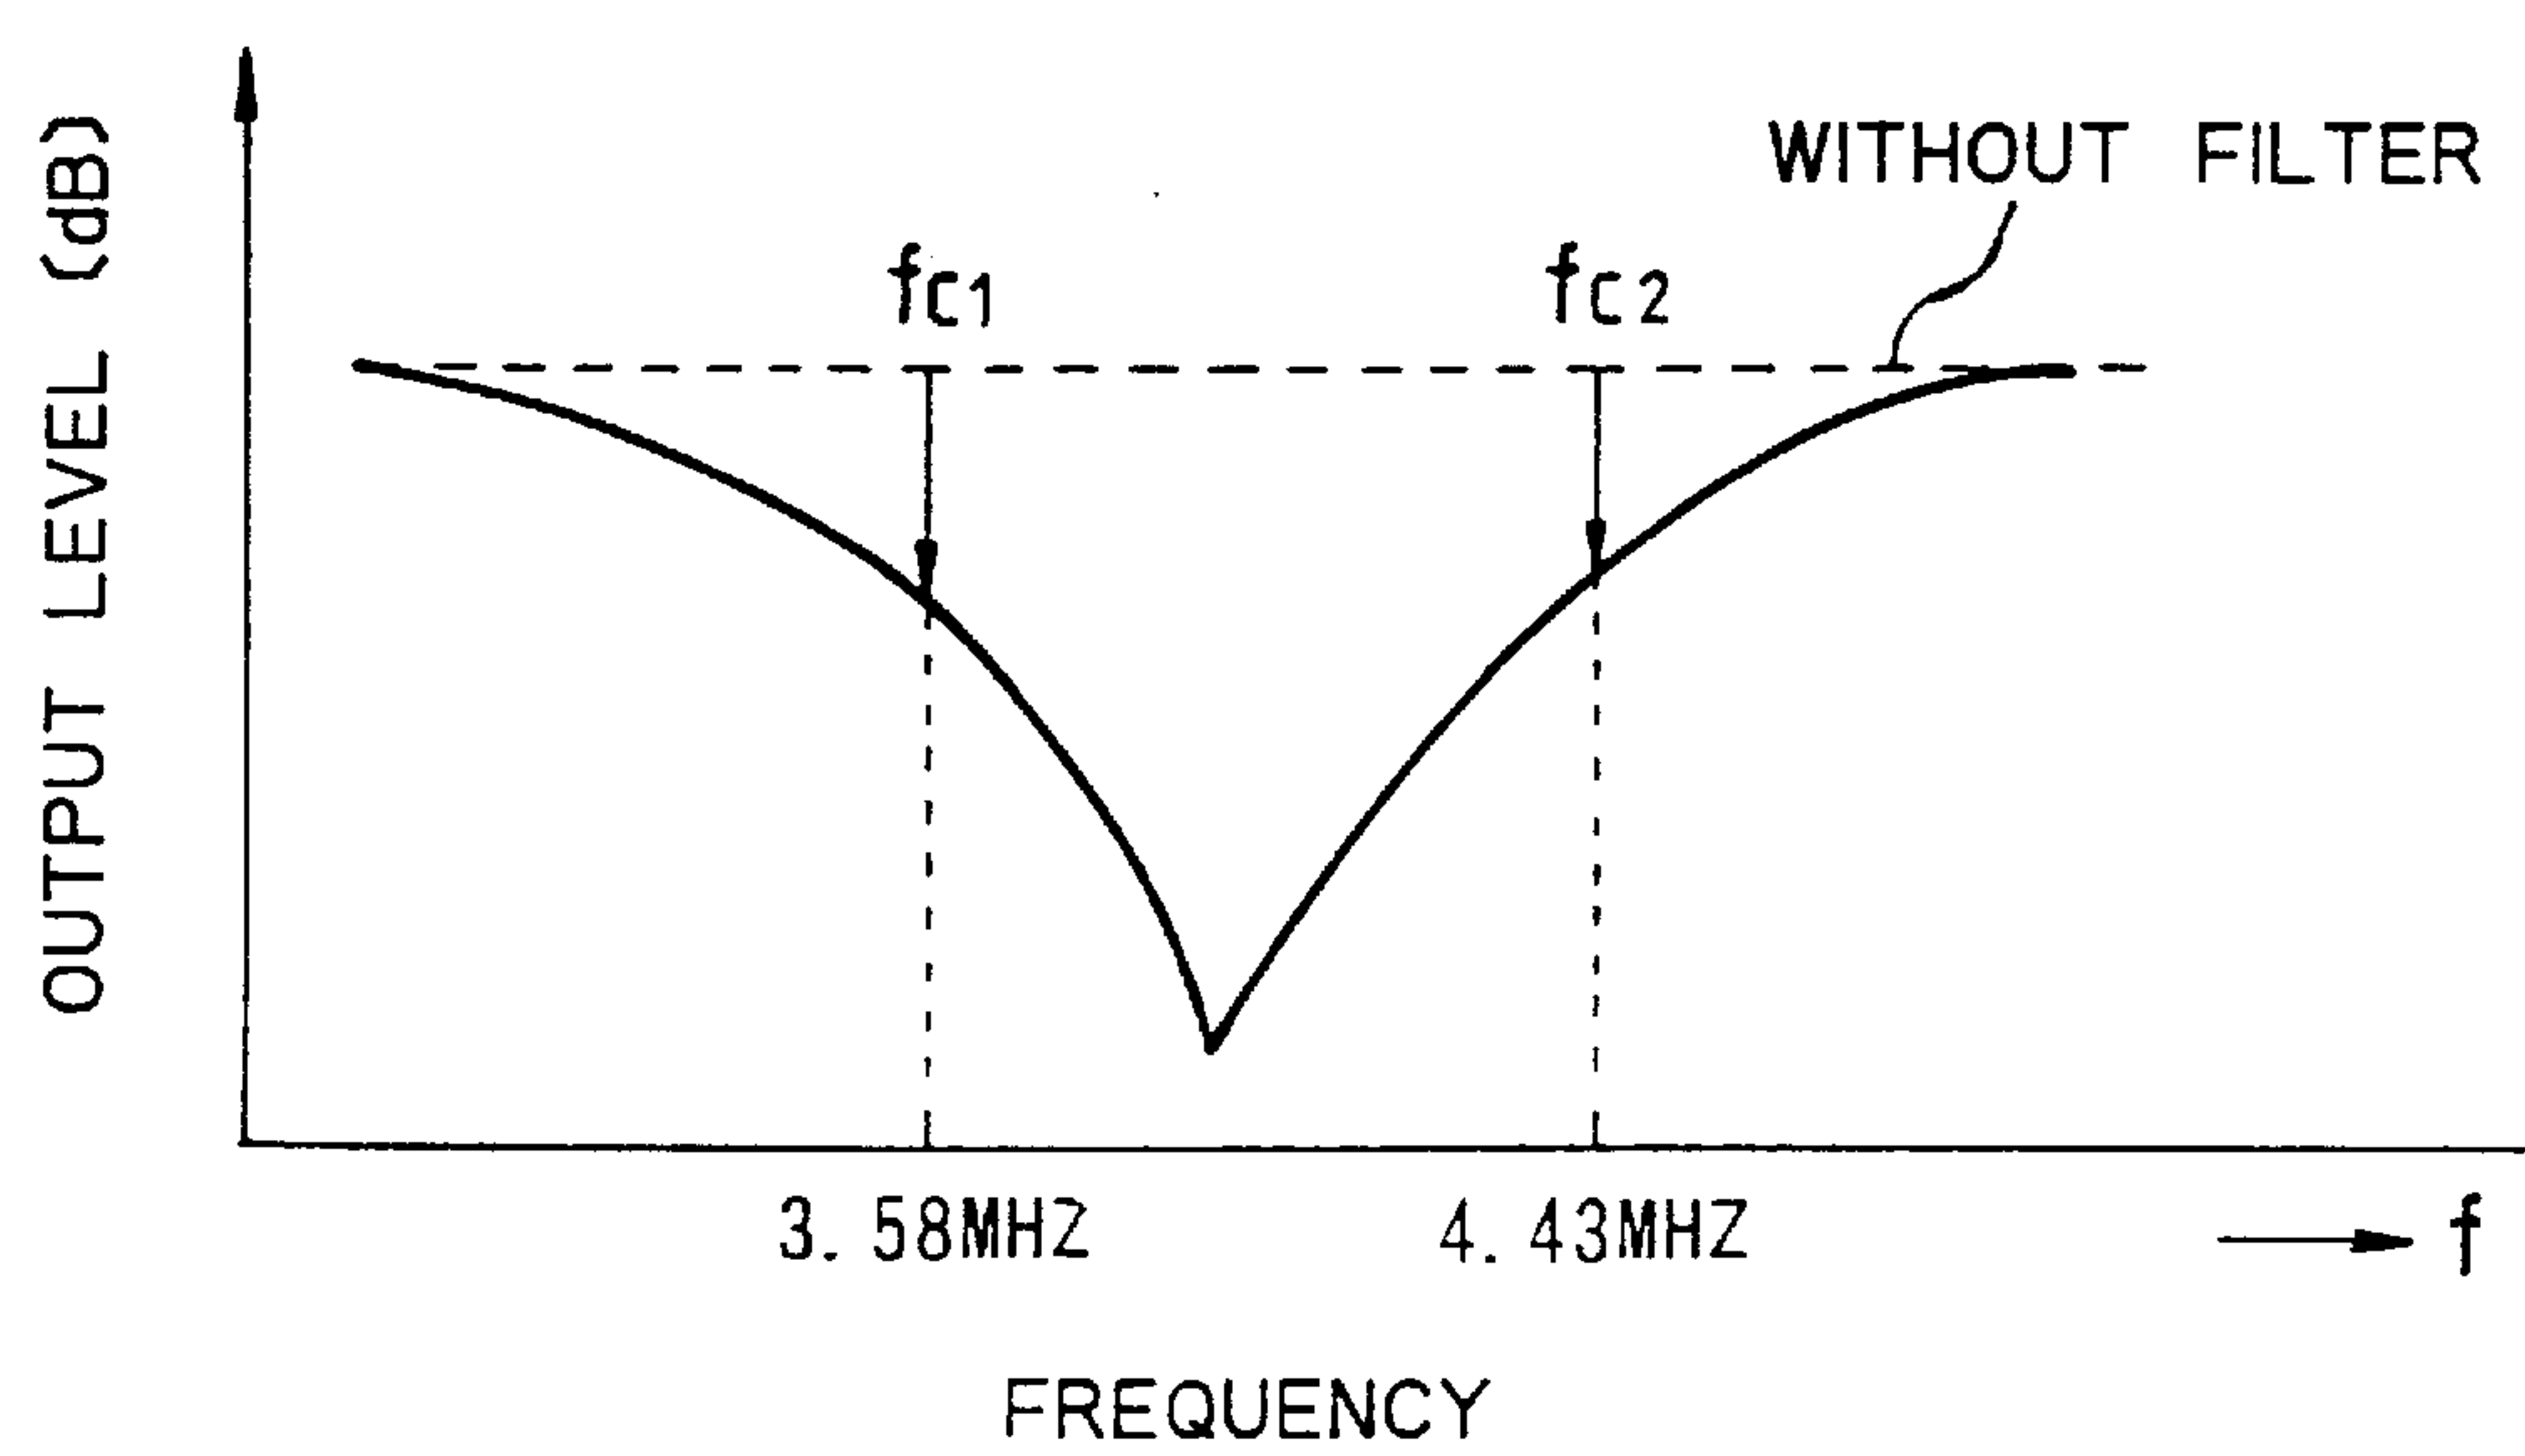 OUTPUT LEVEL (dB)
WITHOUT FILTER
fC1
fC2
3.58MHZ
4.43MHZ
f
FREQUENCY